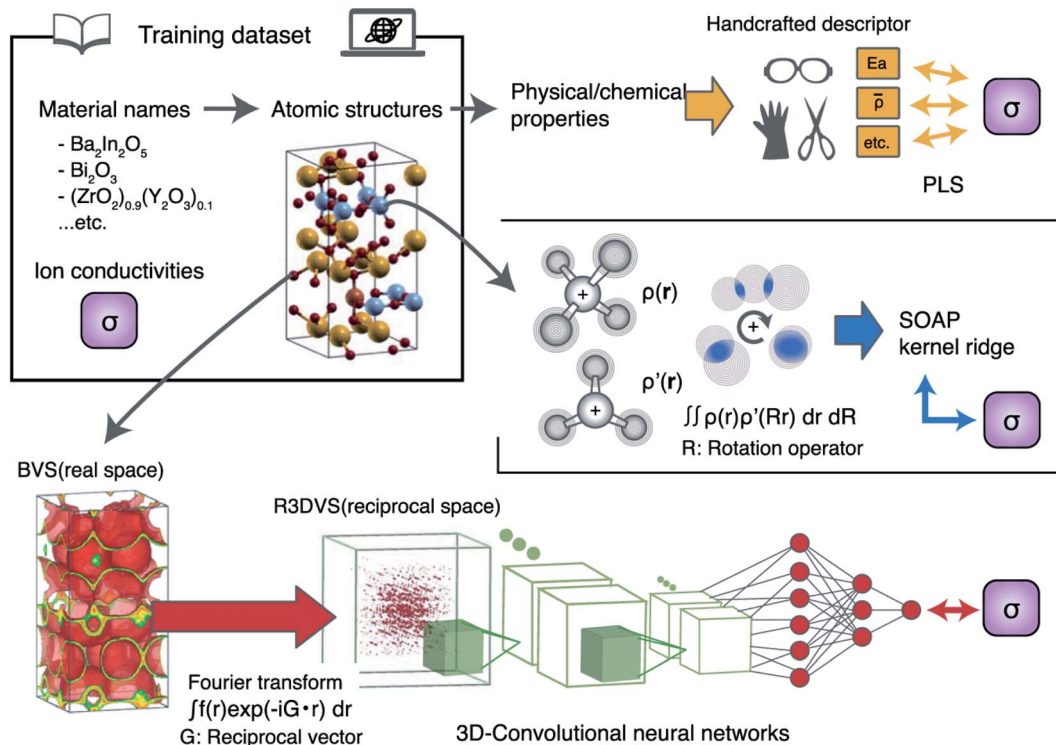 Training dataset
Material names
Atomic structures
- Ba₂In₂O₅
- Bi₂O₃
- (ZrO₂)₀.₉(Y₂O₃)₀.₁
...etc.
Ion conductivities
σ
Physical/chemical
properties
Handcrafted descriptor
Ea
ρ̄
etc.
σ
PLS
+
ρ(r)
+
ρ'(r)
+
∫∫ ρ(r)ρ'(Rr) dr dR
R: Rotation operator
SOAP
kernel ridge
σ
BVS(real space)
R3DVS(reciprocal space)
Fourier transform
∫f(r)exp(-iG•r) dr
G: Reciprocal vector
3D-Convolutional neural networks
σ